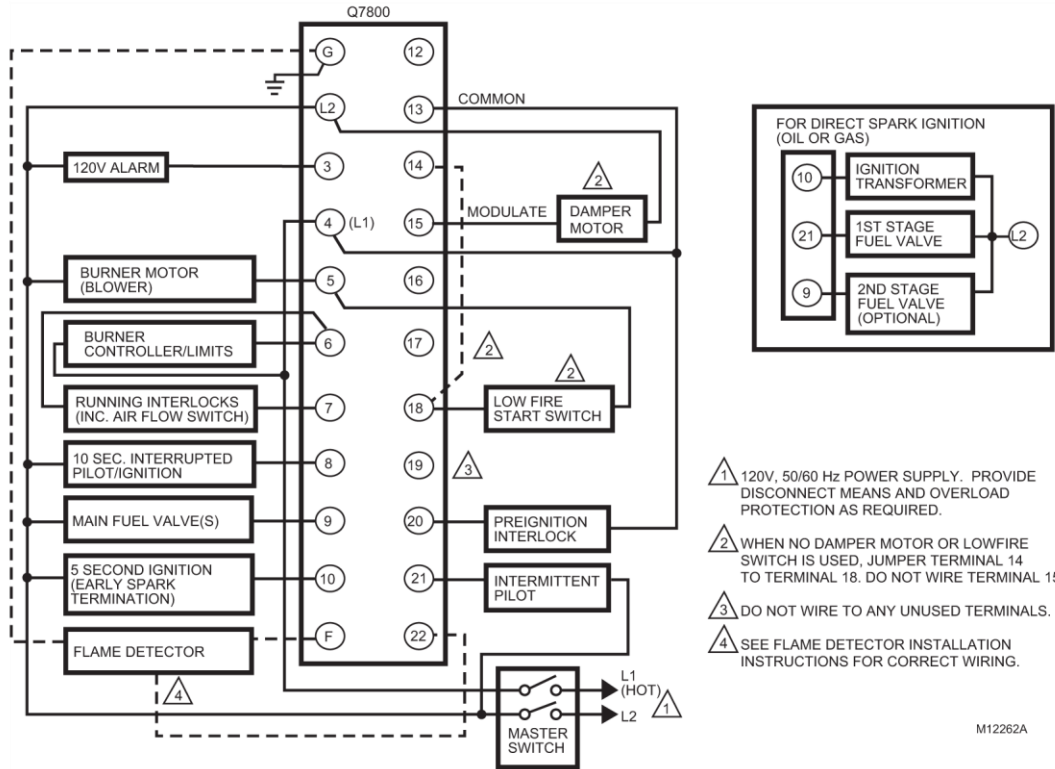 Q7800
G
12
L2
13
COMMON
120V ALARM
3
14
2
4
(L1)
15
MODULATE
DAMPER
MOTOR
BURNER MOTOR
(BLOWER)
5
16
BURNER
CONTROLLER/LIMITS
6
17
2
2
RUNNING INTERLOCKS
(INC. AIR FLOW SWITCH)
7
18
LOW FIRE
START SWITCH
10 SEC. INTERRUPTED
PILOT/IGNITION
8
19
3
MAIN FUEL VALVE(S)
9
20
PREIGNITION
INTERLOCK
5 SECOND IGNITION
(EARLY SPARK
TERMINATION)
10
21
INTERMITTENT
PILOT
FLAME DETECTOR
F
22
4
L1
(HOT)
L2
1
MASTER
SWITCH
FOR DIRECT SPARK IGNITION
(OIL OR GAS)
10
IGNITION
TRANSFORMER
21
1ST STAGE
FUEL VALVE
L2
9
2ND STAGE
FUEL VALVE
(OPTIONAL)
1 120V, 50/60 Hz POWER SUPPLY. PROVIDE
DISCONNECT MEANS AND OVERLOAD
PROTECTION AS REQUIRED.
2 WHEN NO DAMPER MOTOR OR LOWFIRE
SWITCH IS USED, JUMPER TERMINAL 14
TO TERMINAL 18. DO NOT WIRE TERMINAL 15
3 DO NOT WIRE TO ANY UNUSED TERMINALS.
4 SEE FLAME DETECTOR INSTALLATION
INSTRUCTIONS FOR CORRECT WIRING.
M12262A